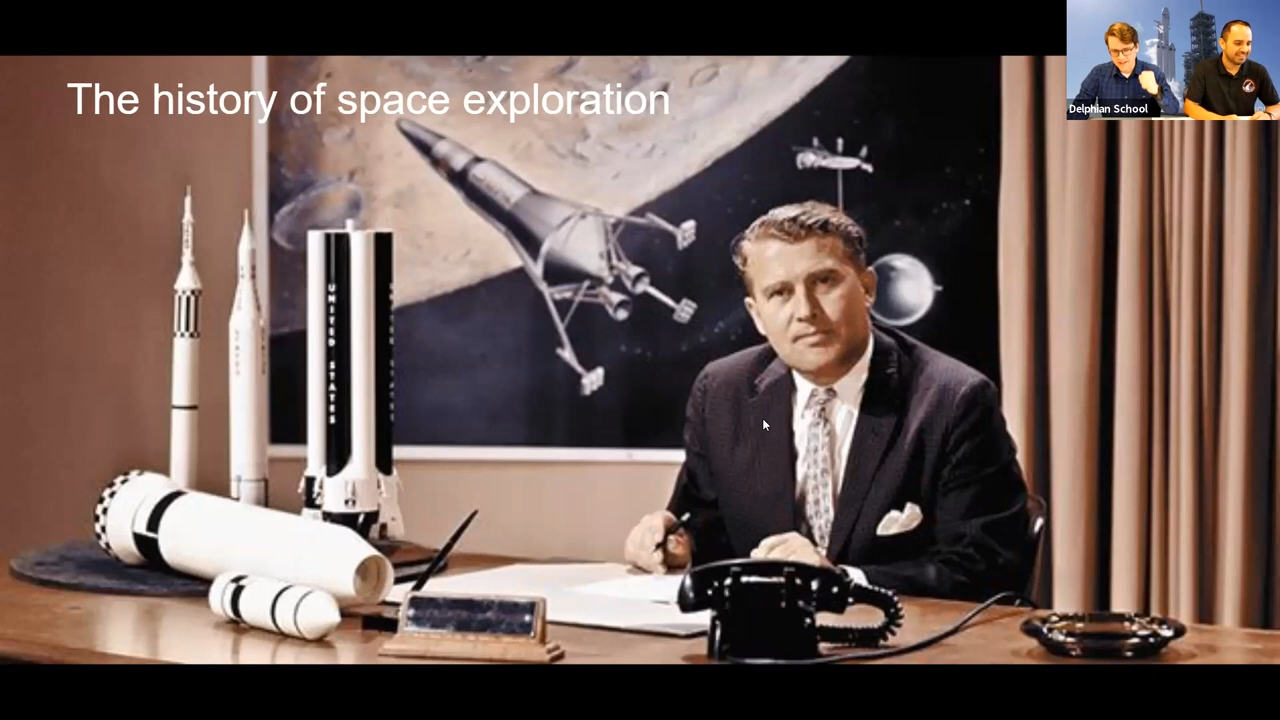 The history of space exploration
Delphian School
UNITED STATES